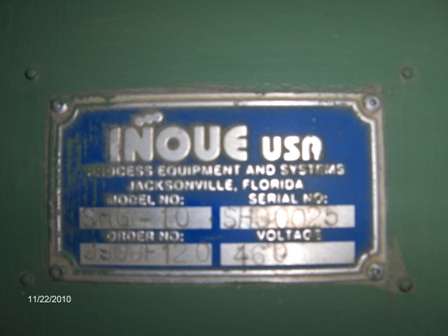 INOUE USA
PROCESS EQUIPMENT AND SYSTEMS
JACKSONVILLE, FLORIDA
MODEL NO: SERIAL NO:
ORDER NO: VOLTAGE
460
11/22/2010